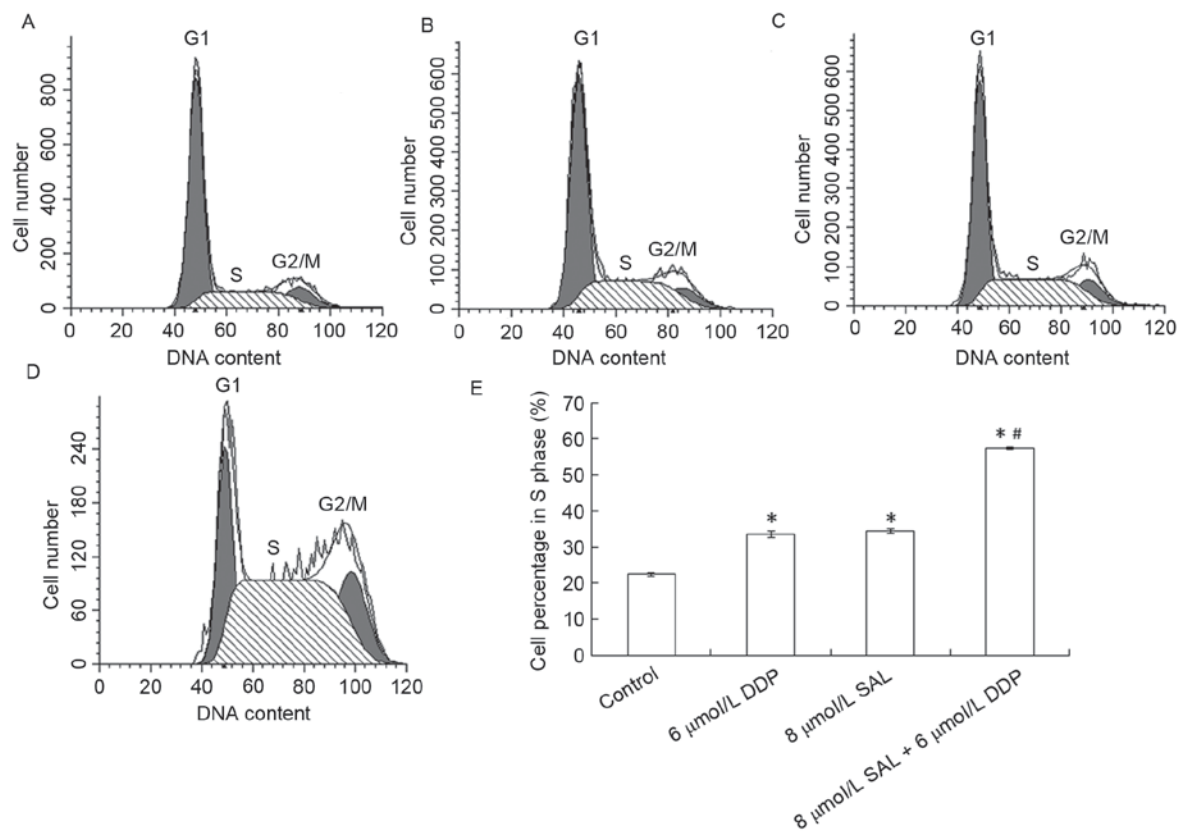 A
G1
S
G2/M
Cell number
0 200 400 600 800
0 20 40 60 80 100 120
DNA content
B
G1
S
G2/M
Cell number
0 100 200 300 400 500 600
0 20 40 60 80 100 120
DNA content
C
G1
S
G2/M
Cell number
0 100 200 300 400 500 600
0 20 40 60 80 100 120
DNA content
D
G1
S
G2/M
Cell number
0 60 120 180 240
0 20 40 60 80 100 120
DNA content
E
Cell percentage in S phase (%)
70
60
50
40
30
20
10
0
*
*
* #
Control
6 μmol/L DDP
8 μmol/L SAL
8 μmol/L SAL + 6 μmol/L DDP